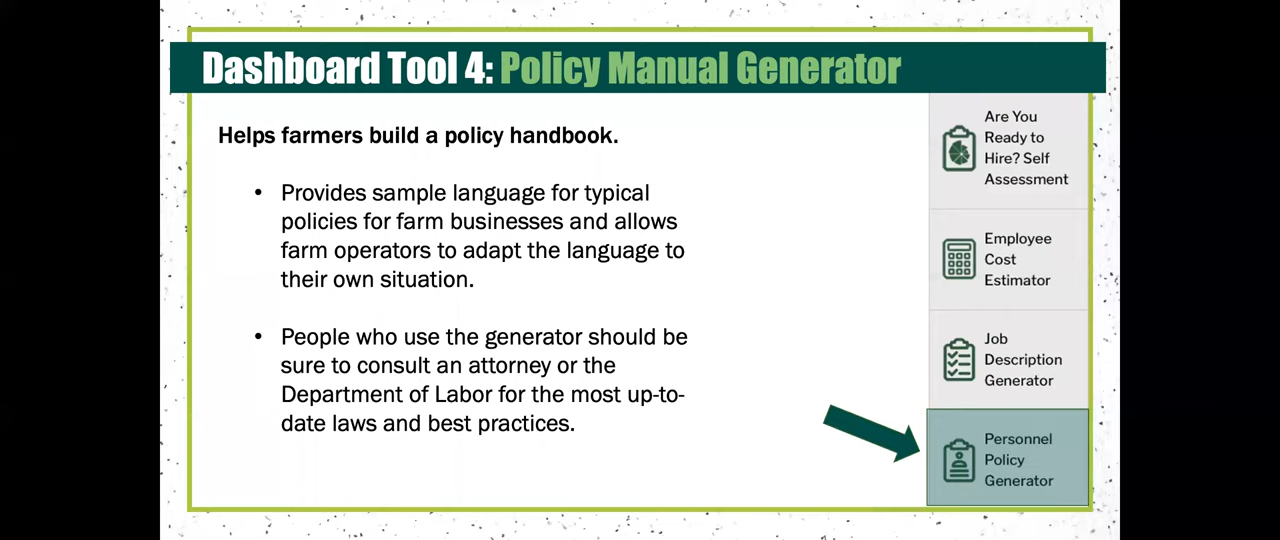 Dashboard Tool 4: Policy Manual Generator
Helps farmers build a policy handbook.
• Provides sample language for typical
policies for farm businesses and allows
farm operators to adapt the language to
their own situation.
• People who use the generator should be
sure to consult an attorney or the
Department of Labor for the most up-to-
date laws and best practices.
Are You
Ready to
Hire? Self
Assessment
Employee
Cost
Estimator
Job
Description
Generator
Personnel
Policy
Generator